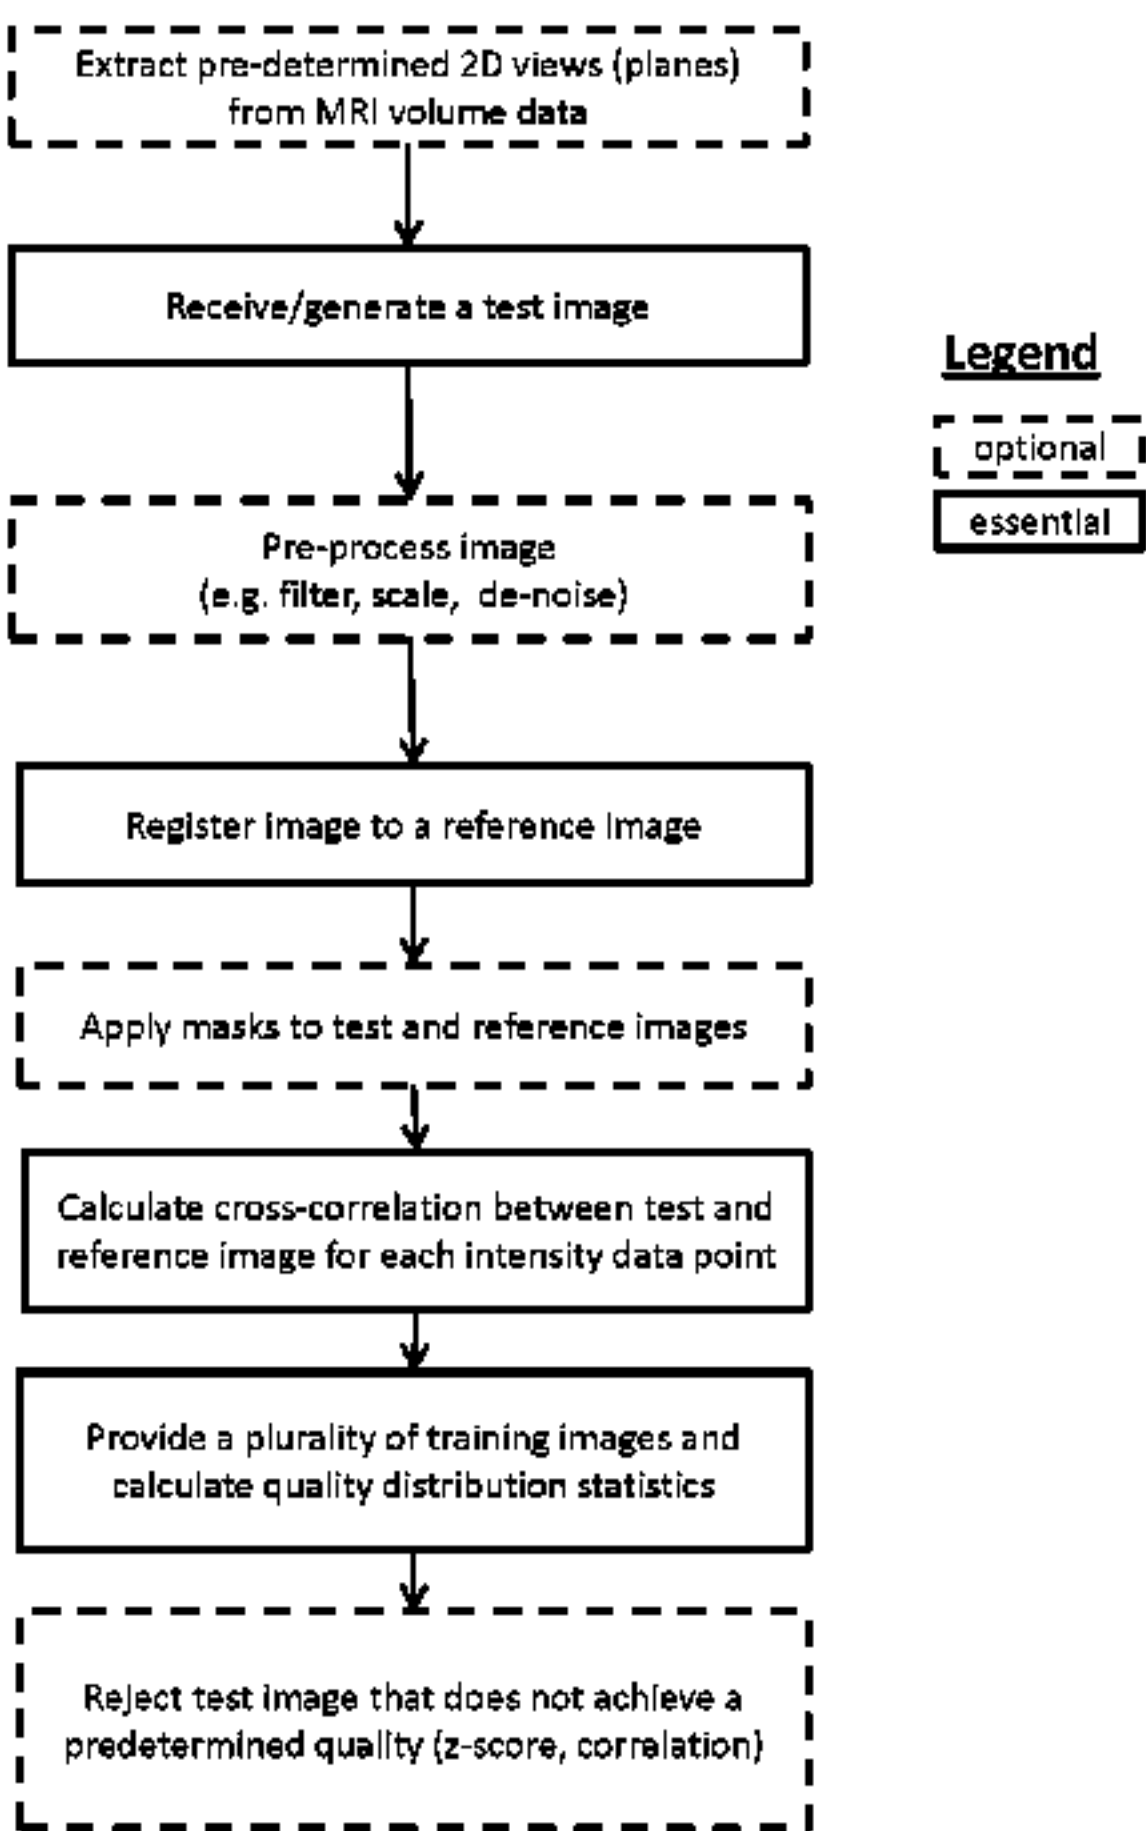 Extract pre-determined 2D views (planes)
from MRI volume data
Receive/generate a test image
Legend
optional
essential
Pre-process image
(e.g. filter, scale, de-noise)
Register image to a reference image
Apply masks to test and reference images
Calculate cross-correlation between test and
reference image for each intensity data point
Provide a plurality of training images and
calculate quality distribution statistics
Reject test image that does not achieve a
predetermined quality (z-score, correlation)